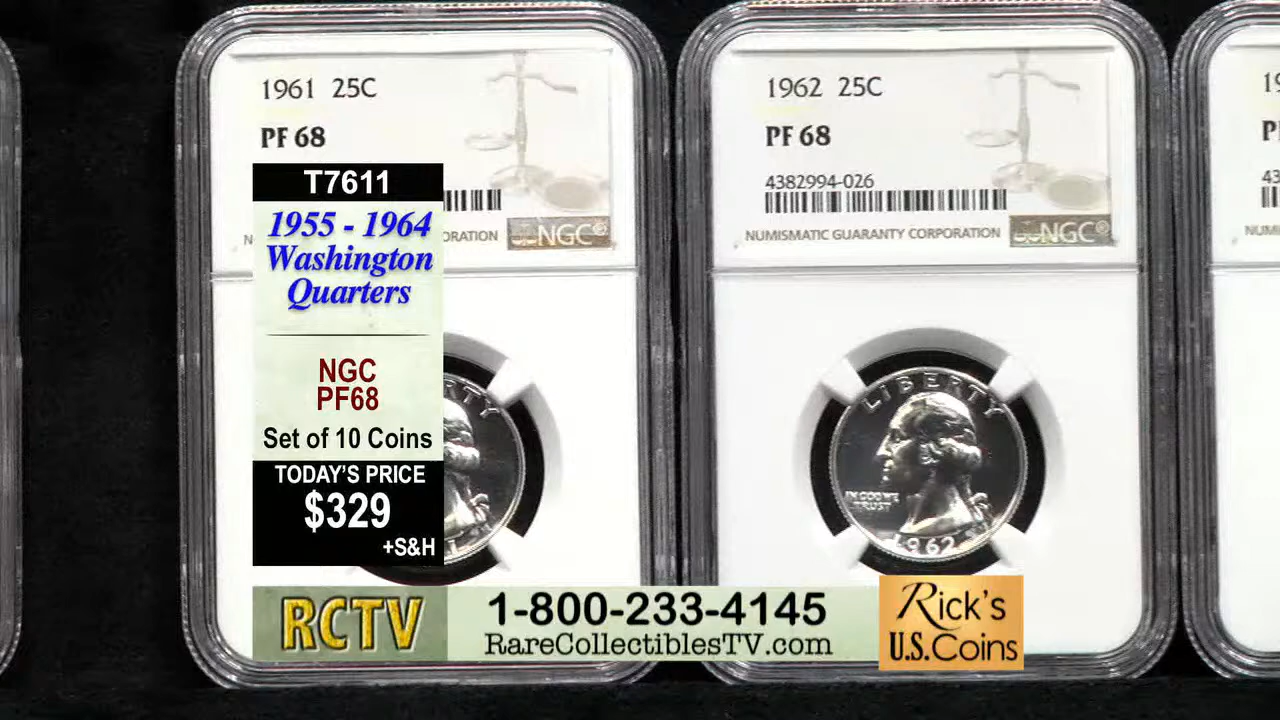 1961 25C
PF 68
NGC
1962 25C
PF 68
4382994-026
NUMISMATIC GUARANTY CORPORATION
NGC
T7611
1955 - 1964
Washington
Quarters
NGC
PF68
Set of 10 Coins
TODAY'S PRICE
$329
+S&H
LIBERTY
IN GOD WE
TRUST
1962
RCTV
1-800-233-4145
RareCollectiblesTV.com
Rick's
U.S. Coins